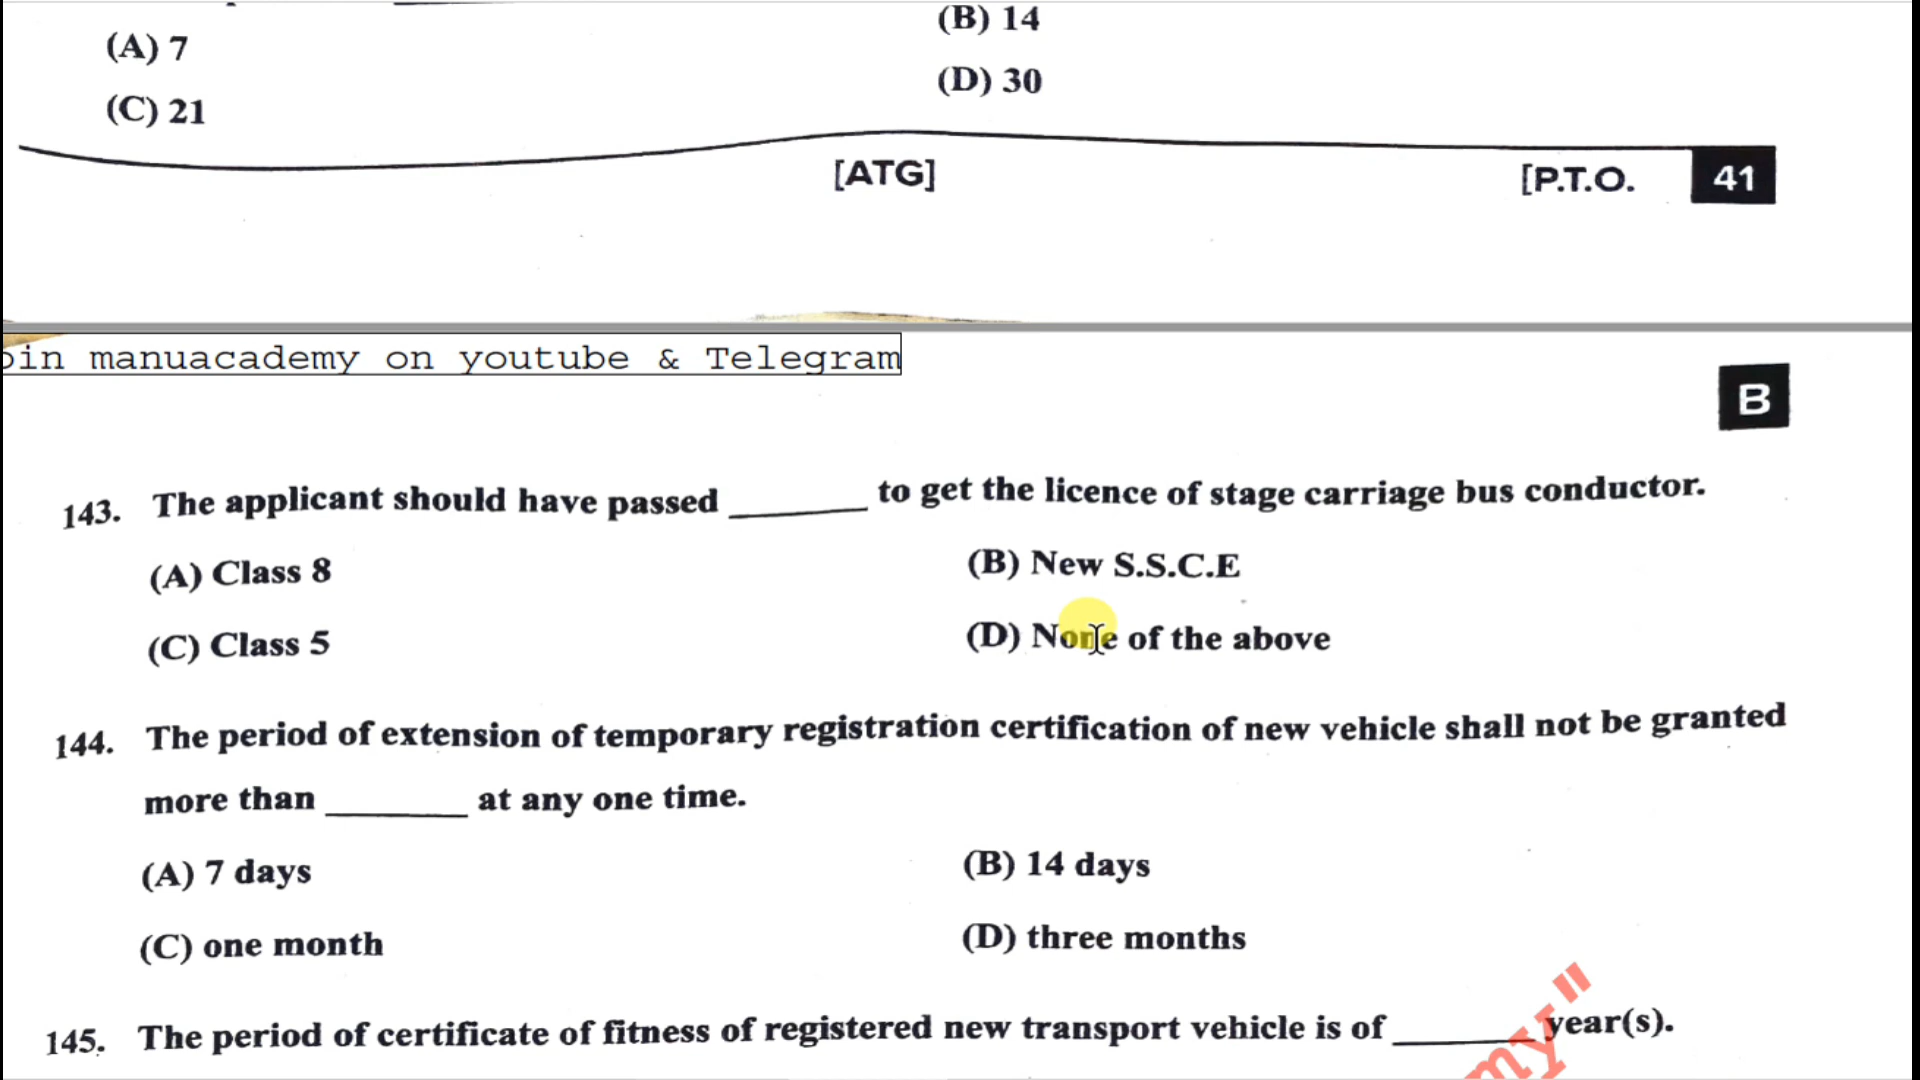 (A) 7
(B) 14
(C) 21
(D) 30
[ATG]
[P.T.O.
41
oin manuacademy on youtube & Telegram
B
143. The applicant should have passed ________ to get the licence of stage carriage bus conductor.
(A) Class 8
(B) New S.S.C.E
(C) Class 5
(D) None of the above
144. The period of extension of temporary registration certification of new vehicle shall not be granted
more than ________ at any one time.
(A) 7 days
(B) 14 days
(C) one month
(D) three months
145. The period of certificate of fitness of registered new transport vehicle is of ________ year(s).
my"